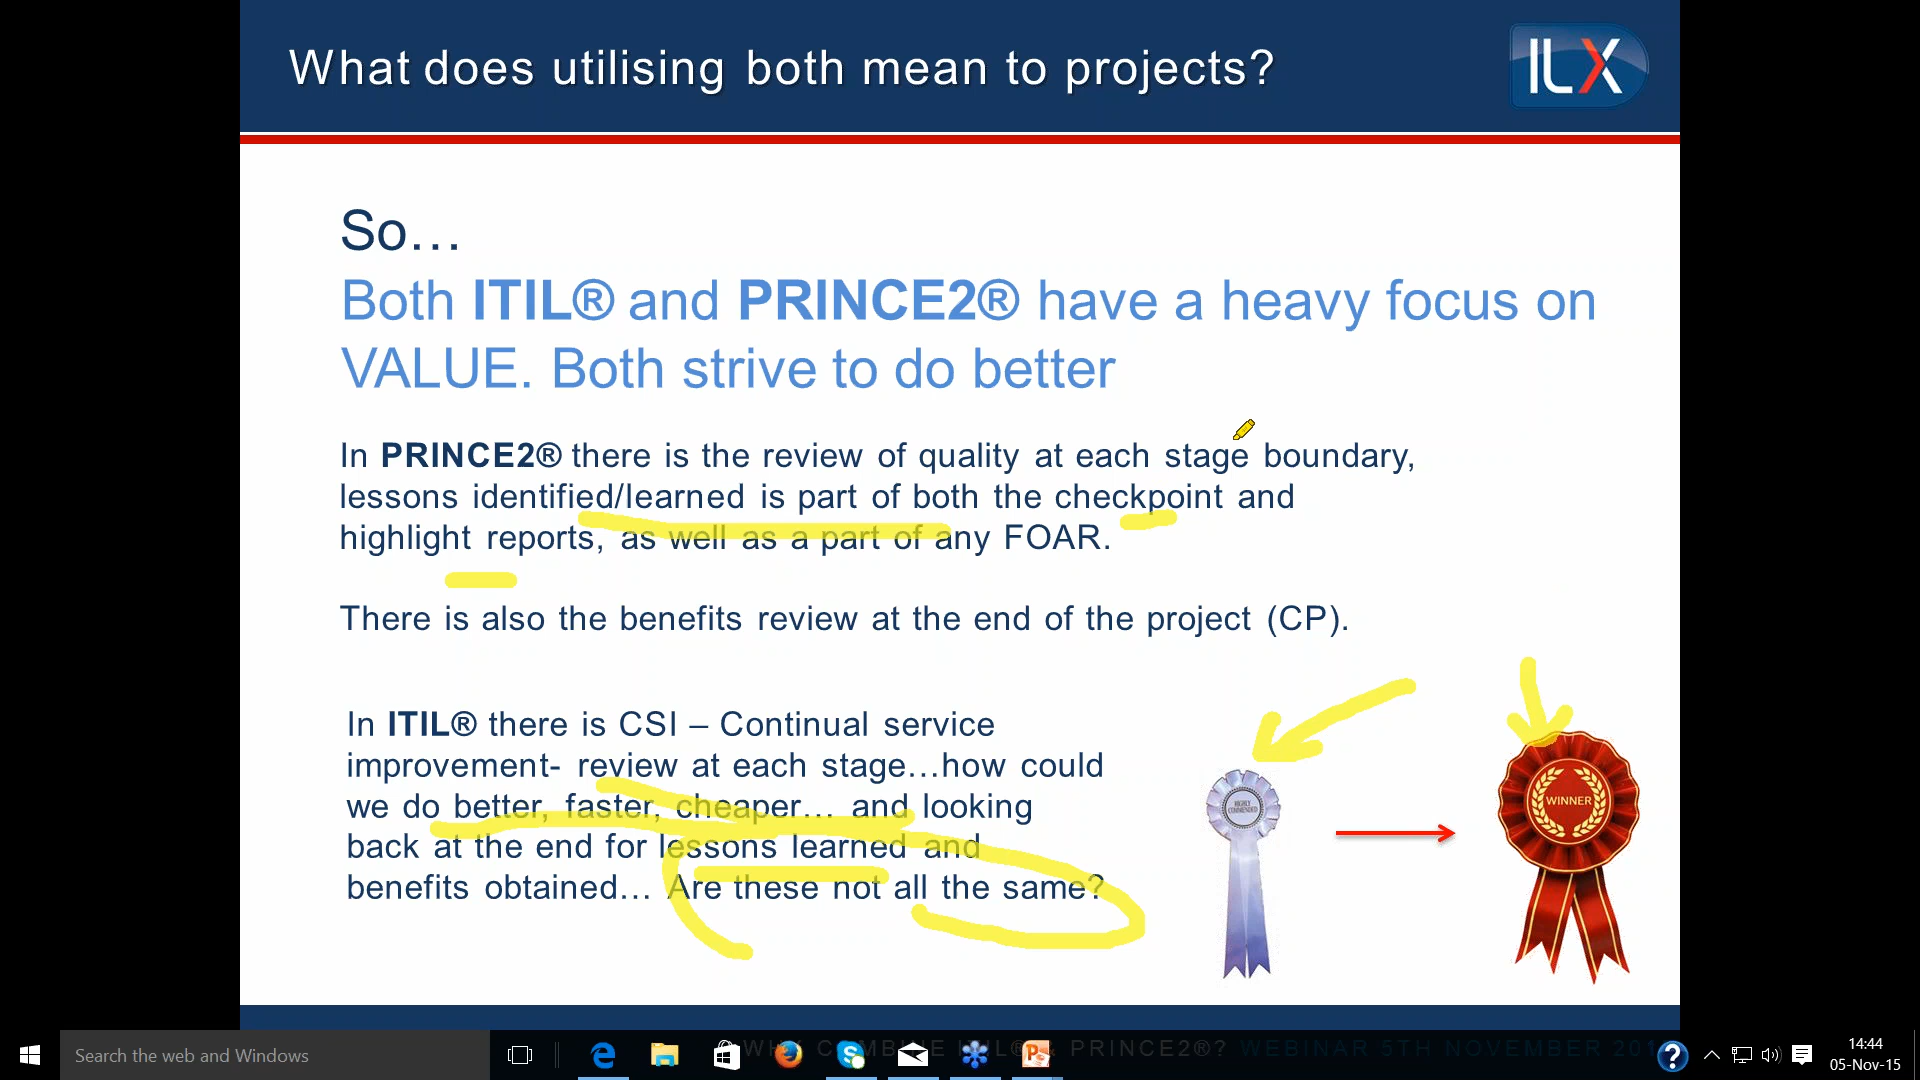 What does utilising both mean to projects?
ILX
So…
Both ITIL® and PRINCE2® have a heavy focus on
VALUE. Both strive to do better
In PRINCE2® there is the review of quality at each stage boundary,
lessons identified/learned is part of both the checkpoint and
highlight reports, as well as a part of any FOAR.
There is also the benefits review at the end of the project (CP).
In ITIL® there is CSI – Continual service
improvement- review at each stage…how could
we do better, faster, cheaper… and looking
back at the end for lessons learned and
benefits obtained… Are these not all the same?
HIGHLY
COMMENDED
WINNER
Search the web and Windows
WHY COMBINE ITIL® & PRINCE2®? WEBINAR 5TH NOVEMBER
14:44
05-Nov-15